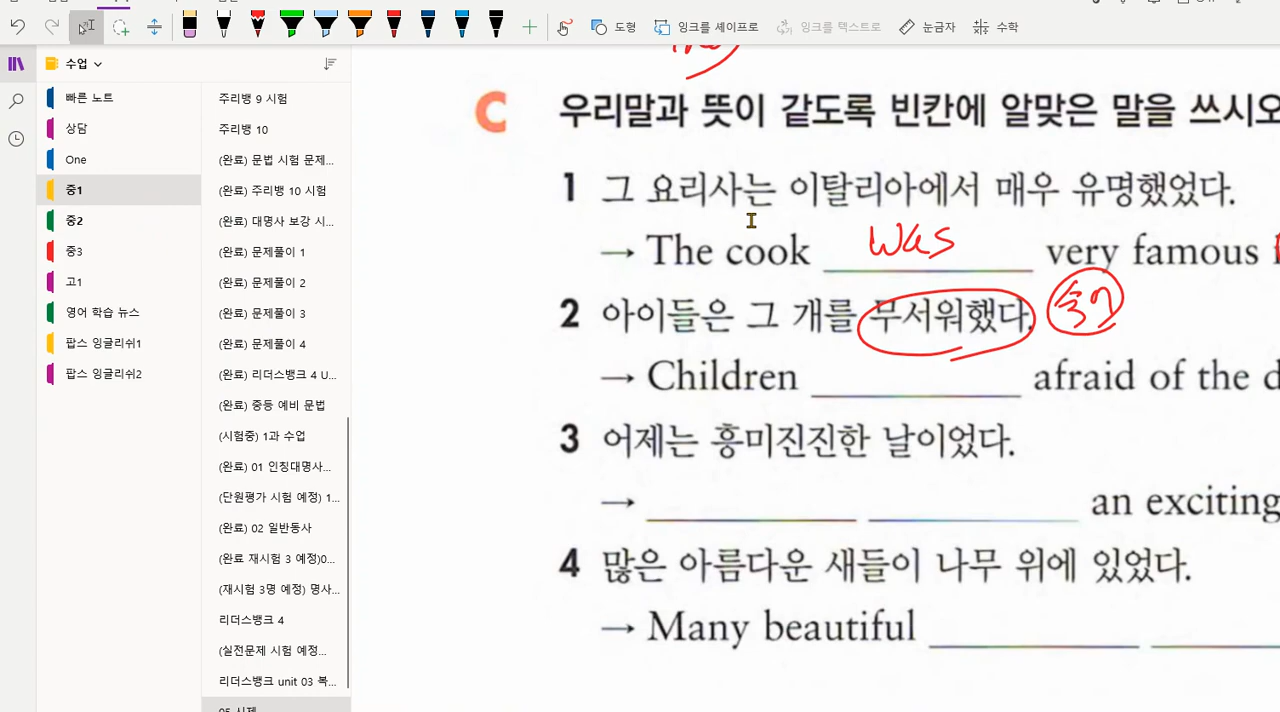 도형
잉크를 셰이프로
잉크를 텍스트로
눈금자
수학
수업
빠른 노트
상담
One
중1
중2
중3
고1
영어 학습 뉴스
팝스 잉글리쉬1
팝스 잉글리쉬2
주리뱅 9 시험
주리뱅 10
(완료) 문법 시험 문제...
(완료) 주리뱅 10 시험
(완료) 대명사 보강 시...
(완료) 문제풀이 1
(완료) 문제풀이 2
(완료) 문제풀이 3
(완료) 문제풀이 4
(완료) 리더스뱅크 4 U...
(완료) 중등 예비 문법
(시험중) 1과 수업
(완료) 01 인칭대명사...
(단원평가 시험 예정) 1...
(완료) 02 일반동사
(완료 재시험 3 예정)0...
(재시험 3명 예정) 명사...
리더스뱅크 4
(실전문제 시험 예정...
리더스뱅크 unit 03 복...
05 시제
C 우리말과 뜻이 같도록 빈칸에 알맞은 말을 쓰시오
1 그 요리사는 이탈리아에서 매우 유명했었다.
→ The cook was very famous
2 아이들은 그 개를 무서워했다. 숙어
→ Children afraid of the d
3 어제는 흥미진진한 날이었다.
→ an exciting
4 많은 아름다운 새들이 나무 위에 있었다.
→ Many beautiful